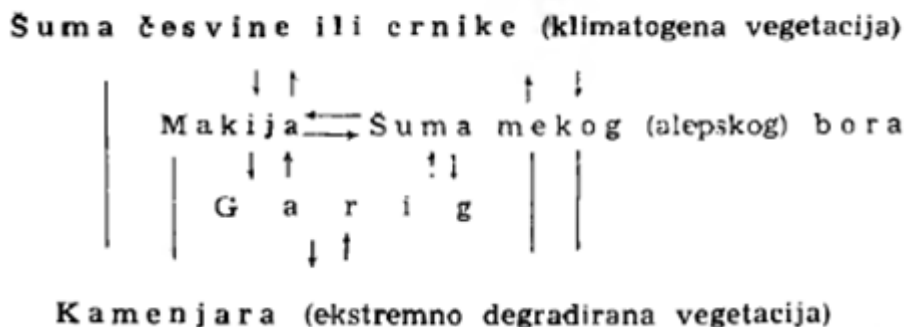 Šuma česvine ili crnike (klimatogena vegetacija)
Makija Šuma mekog (alepskog) bora
Garig
Kamenjara (ekstremno degradirana vegetacija)